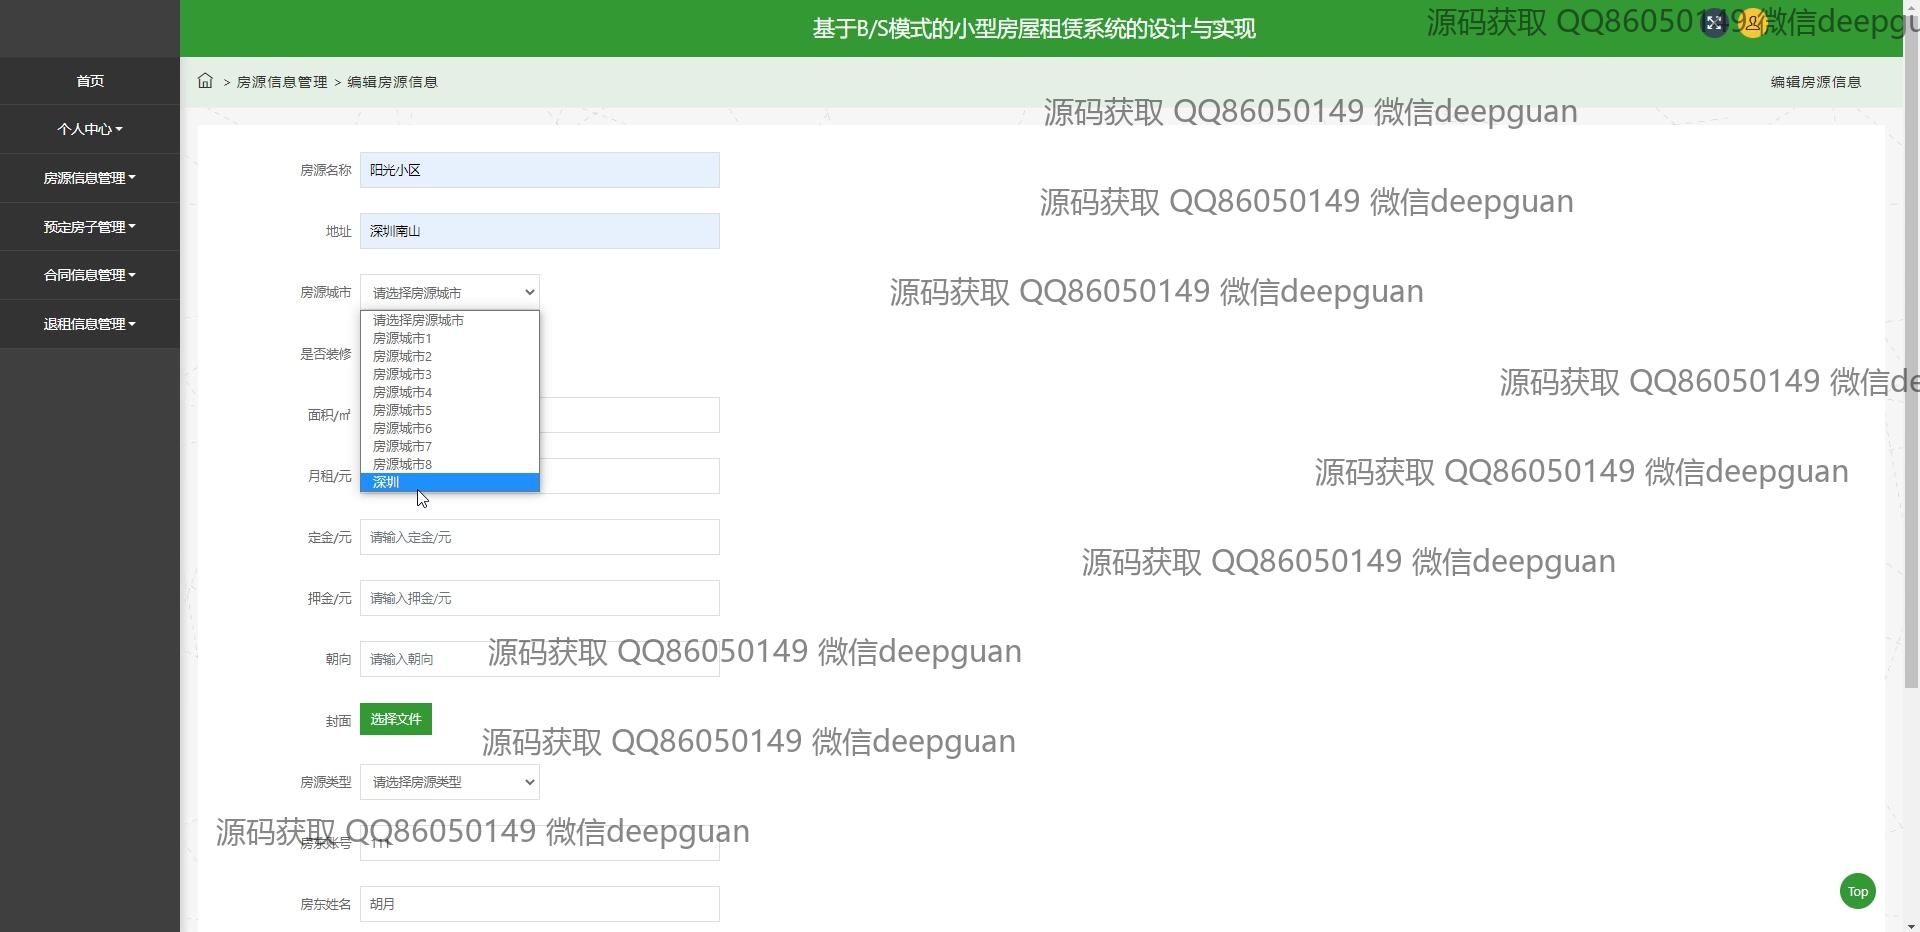 基于B/S模式的小型房屋租赁系统的设计与实现
源码获取 QQ86050149 微信deepgu
首页
个人中心
房源信息管理
预定房子管理
合同信息管理
退租信息管理
> 房源信息管理 > 编辑房源信息
编辑房源信息
源码获取 QQ86050149 微信deepguan
房源名称 阳光小区
源码获取 QQ86050149 微信deepguan
地址 深圳南山
房源城市 请选择房源城市
源码获取 QQ86050149 微信deepguan
请选择房源城市
房源城市1
房源城市2
房源城市3
房源城市4
房源城市5
房源城市6
房源城市7
房源城市8
深圳
是否装修
源码获取 QQ86050149 微信de
面积/㎡
月租/元
源码获取 QQ86050149 微信deepguan
定金/元 请输入定金/元
源码获取 QQ86050149 微信deepguan
押金/元 请输入押金/元
朝向 请输入朝向
源码获取 QQ86050149 微信deepguan
封面 选择文件
源码获取 QQ86050149 微信deepguan
房源类型 请选择房源类型
源码获取 QQ86050149 微信deepguan
房东账号 111
房东姓名 胡月
Top